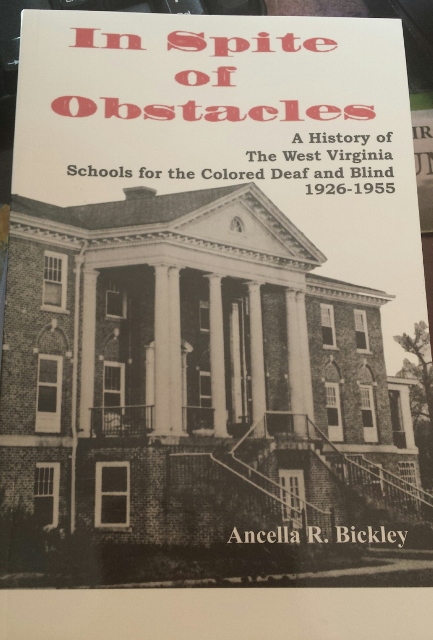 In Spite
of
Obstacles
A History of
The West Virginia
Schools for the Colored Deaf and Blind
1926-1955
Ancella R. Bickley